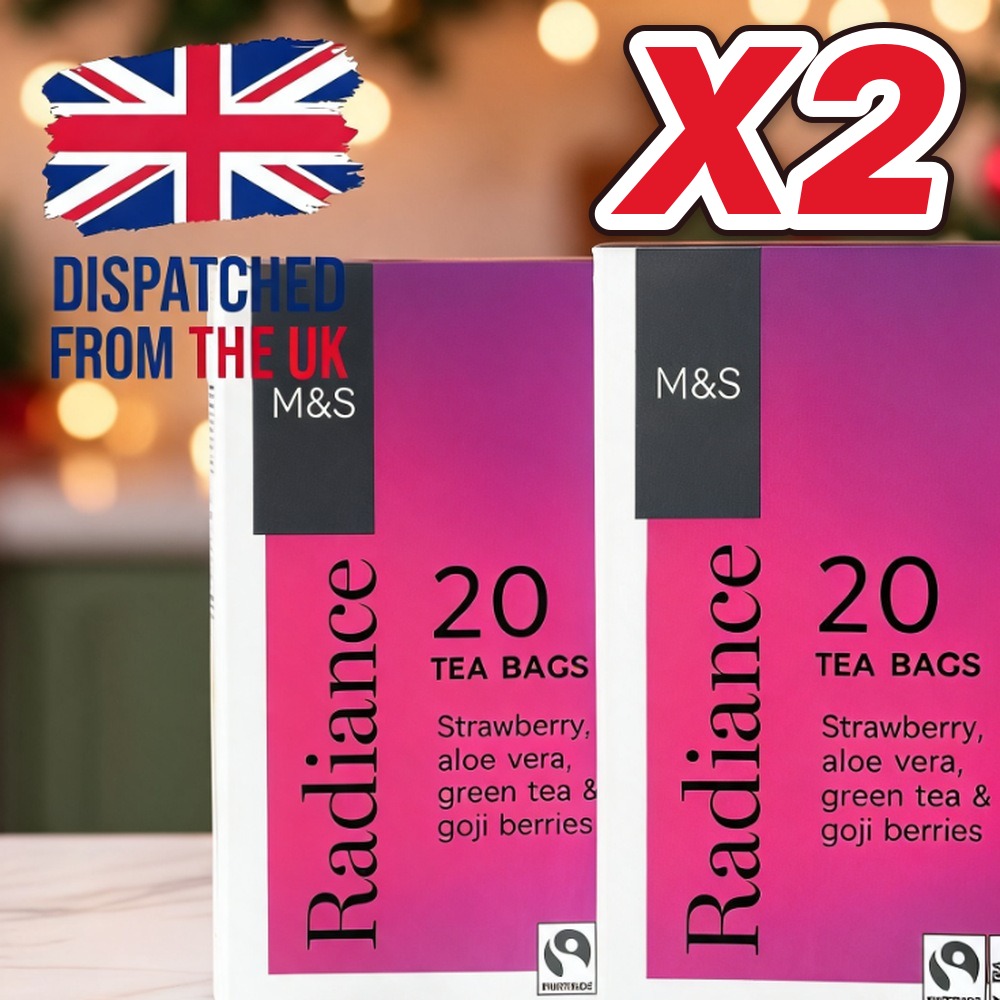 X2
DISPATCHED
FROM THE UK
M&S
Radiance
20
TEA BAGS
Strawberry,
aloe vera,
green tea &
goji berries
M&S
Radiance
20
TEA BAGS
Strawberry,
aloe vera,
green tea &
goji berries